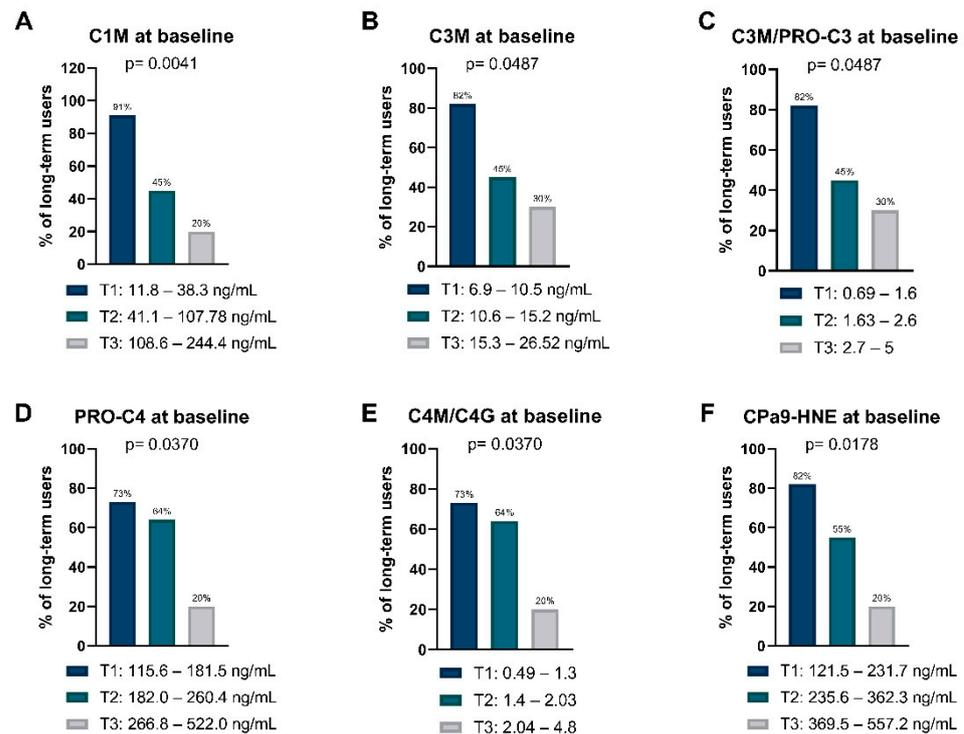 A
C1M at baseline
p= 0.0041
% of long-term users
120
100
80
60
40
20
0
91%
45%
20%
T1: 11.8 – 38.3 ng/mL
T2: 41.1 – 107.78 ng/mL
T3: 108.6 – 244.4 ng/mL
B
C3M at baseline
p= 0.0487
% of long-term users
100
80
60
40
20
0
82%
45%
30%
T1: 6.9 – 10.5 ng/mL
T2: 10.6 – 15.2 ng/mL
T3: 15.3 – 26.52 ng/mL
C
C3M/PRO-C3 at baseline
p= 0.0487
% of long-term users
100
80
60
40
20
0
82%
45%
30%
T1: 0.69 – 1.6
T2: 1.63 – 2.6
T3: 2.7 – 5
D
PRO-C4 at baseline
p= 0.0370
% of long-term users
100
80
60
40
20
0
73%
64%
20%
T1: 115.6 – 181.5 ng/mL
T2: 182.0 – 260.4 ng/mL
T3: 266.8 – 522.0 ng/mL
E
C4M/C4G at baseline
p= 0.0370
% of long-term users
100
80
60
40
20
0
73%
64%
20%
T1: 0.49 – 1.3
T2: 1.4 – 2.03
T3: 2.04 – 4.8
F
CPa9-HNE at baseline
p= 0.0178
% of long-term users
100
80
60
40
20
0
82%
55%
20%
T1: 121.5 – 231.7 ng/mL
T2: 235.6 – 362.3 ng/mL
T3: 369.5 – 557.2 ng/mL